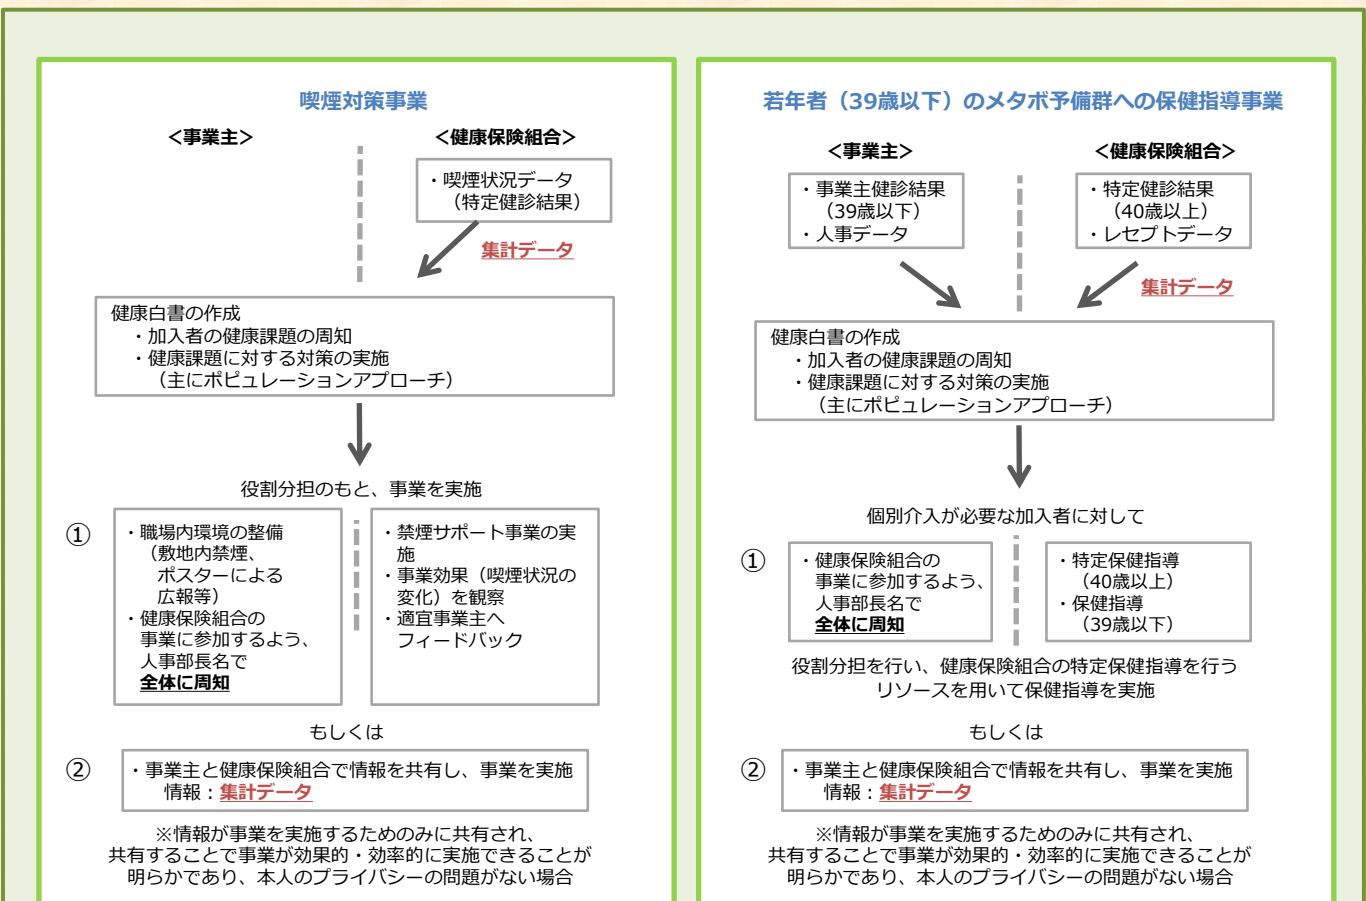 喫煙対策事業
＜事業主＞
＜健康保険組合＞
・喫煙状況データ
（特定健診結果）
集計データ
健康白書の作成
・加入者の健康課題の周知
・健康課題に対する対策の実施
（主にポピュレーションアプローチ）
役割分担のもと、事業を実施
①
・職場内環境の整備
（敷地内禁煙、
ポスターによる
広報等）
・健康保険組合の
事業に参加するよう、
人事部長名で
全体に周知
・禁煙サポート事業の実
施
・事業効果（喫煙状況の
変化）を観察
・適宜事業主へ
フィードバック
もしくは
②
・事業主と健康保険組合で情報を共有し、事業を実施
情報：集計データ
※情報が事業を実施するためのみに共有され、
共有することで事業が効果的・効率的に実施できることが
明らかであり、本人のプライバシーの問題がない場合
若年者（39歳以下）のメタボ予備群への保健指導事業
＜事業主＞
＜健康保険組合＞
・事業主健診結果
（39歳以下）
・人事データ
・特定健診結果
（40歳以上）
・レセプトデータ
集計データ
健康白書の作成
・加入者の健康課題の周知
・健康課題に対する対策の実施
（主にポピュレーションアプローチ）
個別介入が必要な加入者に対して
①
・健康保険組合の
事業に参加するよう、
人事部長名で
全体に周知
・特定保健指導
（40歳以上）
・保健指導
（39歳以下）
役割分担を行い、健康保険組合の特定保健指導を行う
リソースを用いて保健指導を実施
もしくは
②
・事業主と健康保険組合で情報を共有し、事業を実施
情報：集計データ
※情報が事業を実施するためのみに共有され、
共有することで事業が効果的・効率的に実施できることが
明らかであり、本人のプライバシーの問題がない場合